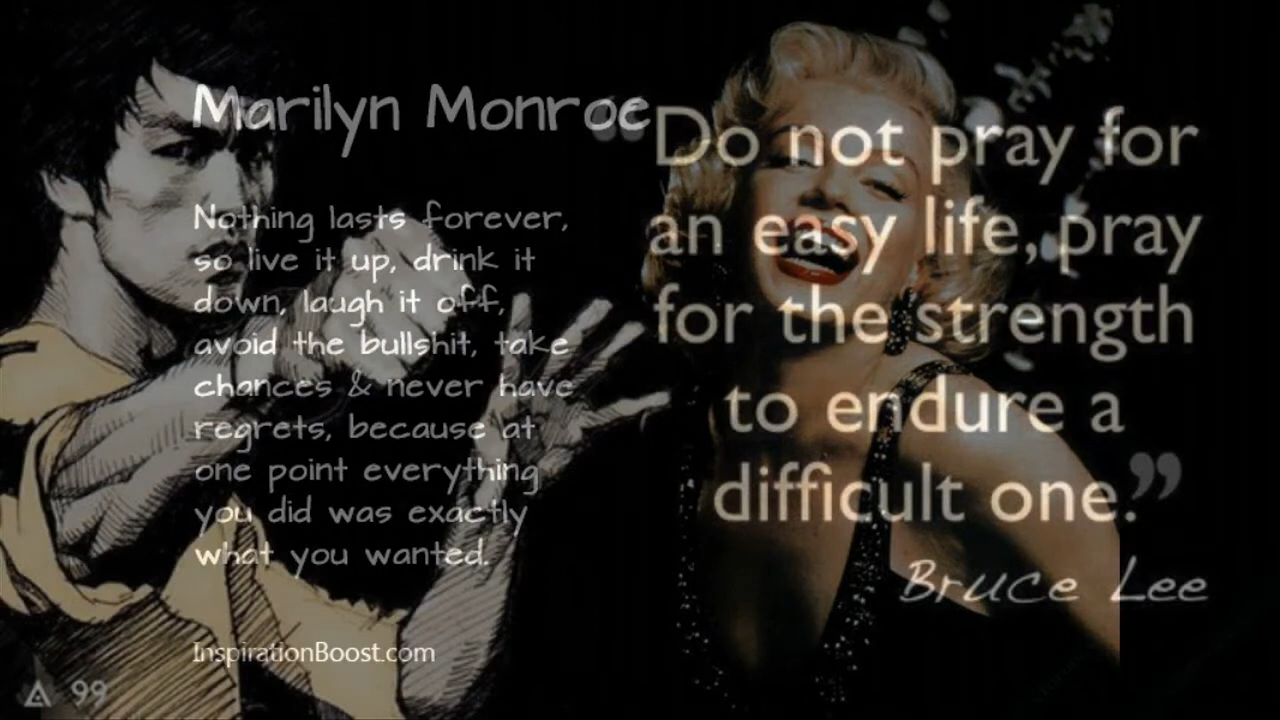 Marilyn Monroe
Nothing lasts forever,
so live it up, drink it
down, laugh it off,
avoid the bullshit, take
chances & never have
regrets, because at
one point everything
you did was exactly
what you wanted.
InspirationBoost.com
99
“Do not pray for
an easy life, pray
for the strength
to endure a
difficult one.”
Bruce Lee